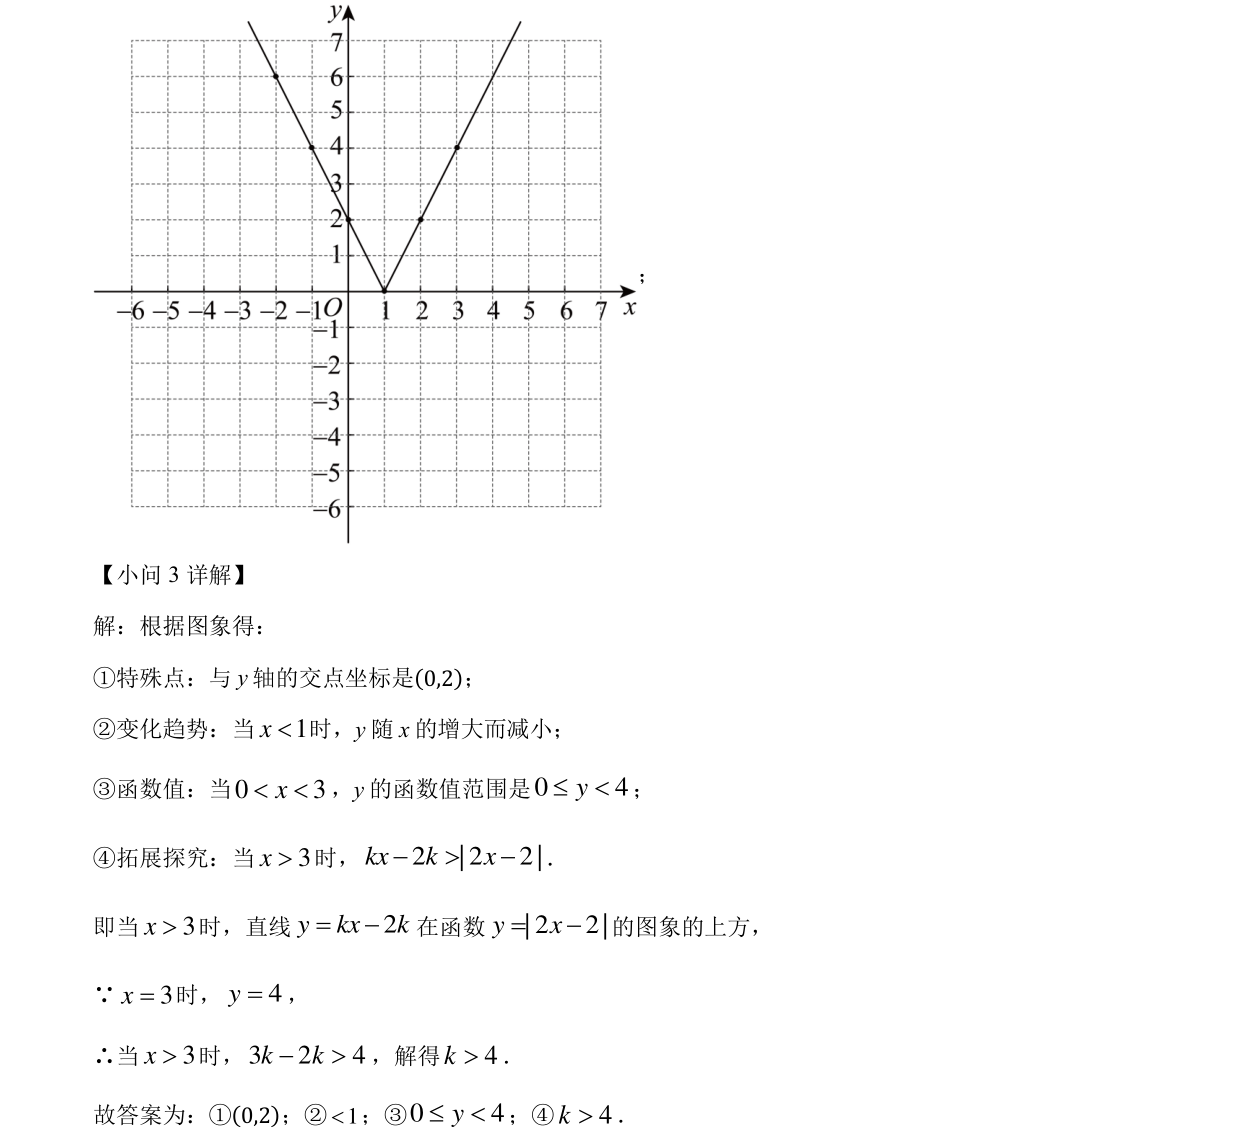 y
7
6
5
4
3
2
1
;
–6 –5 –4 –3 –2 –1 O 1 2 3 4 5 6 7 x
–1
–2
–3
–4
–5
–6
【小问 3 详解】
解：根据图象得：
①特殊点：与 y 轴的交点坐标是(0,2)；
②变化趋势：当 x < 1时，y 随 x 的增大而减小；
③函数值：当0 < x < 3，y 的函数值范围是0 ≤ y < 4；
④拓展探究：当 x > 3时，kx − 2k >|2x − 2|．
即当 x > 3时，直线 y = kx − 2k 在函数 y =|2x − 2|的图象的上方，
∵ x = 3时，y = 4，
∴当 x > 3时，3k − 2k > 4，解得k > 4．
故答案为：①(0,2)；②< 1；③0 ≤ y < 4；④k > 4．